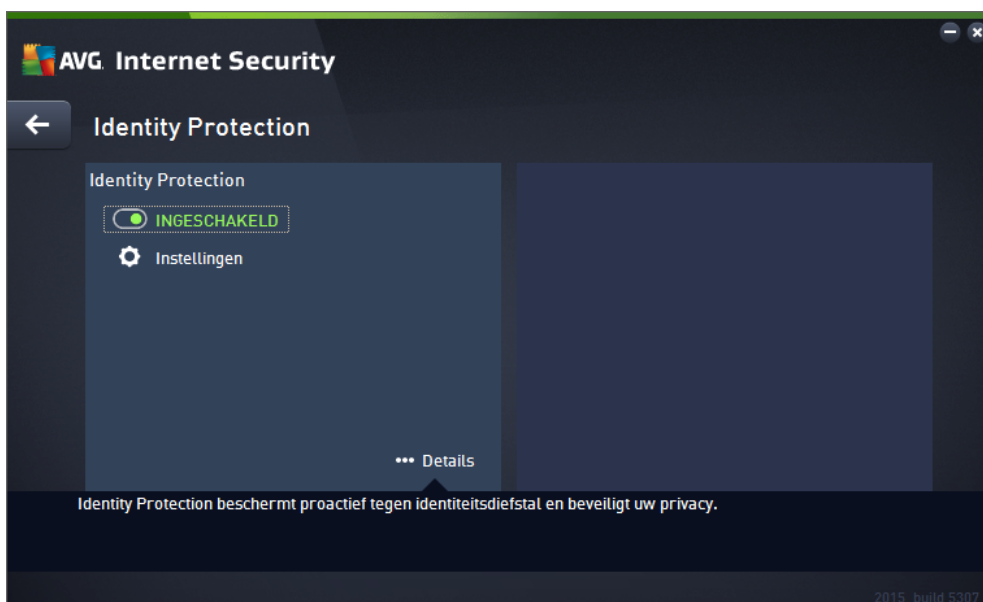 AVG. Internet Security
Identity Protection
Identity Protection
INGESCHAKELD
Instellingen
••• Details
Identity Protection beschermt proactief tegen identiteitsdiefstal en beveiligt uw privacy.
2015, build 5307